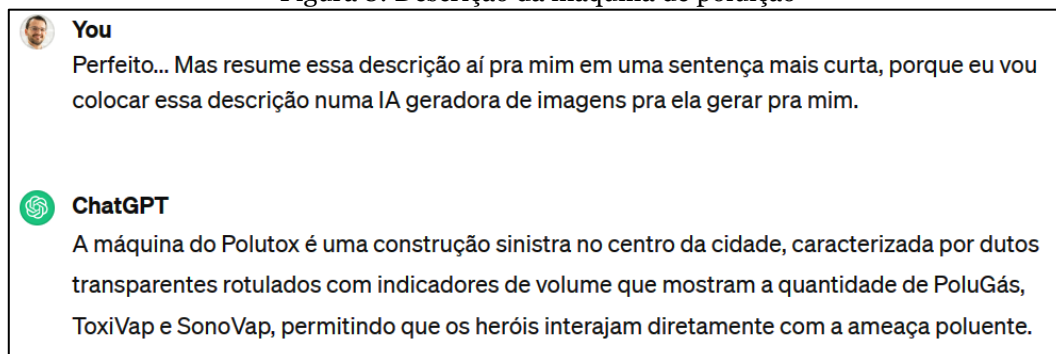 Figura 3: Descrição da máquina de poluição
You
Perfeito... Mas resume essa descrição aí pra mim em uma sentença mais curta, porque eu vou
colocar essa descrição numa IA geradora de imagens pra ela gerar pra mim.
ChatGPT
A máquina do Polutox é uma construção sinistra no centro da cidade, caracterizada por dutos
transparentes rotulados com indicadores de volume que mostram a quantidade de PoluGás,
ToxiVap e SonoVap, permitindo que os heróis interajam diretamente com a ameaça poluente.